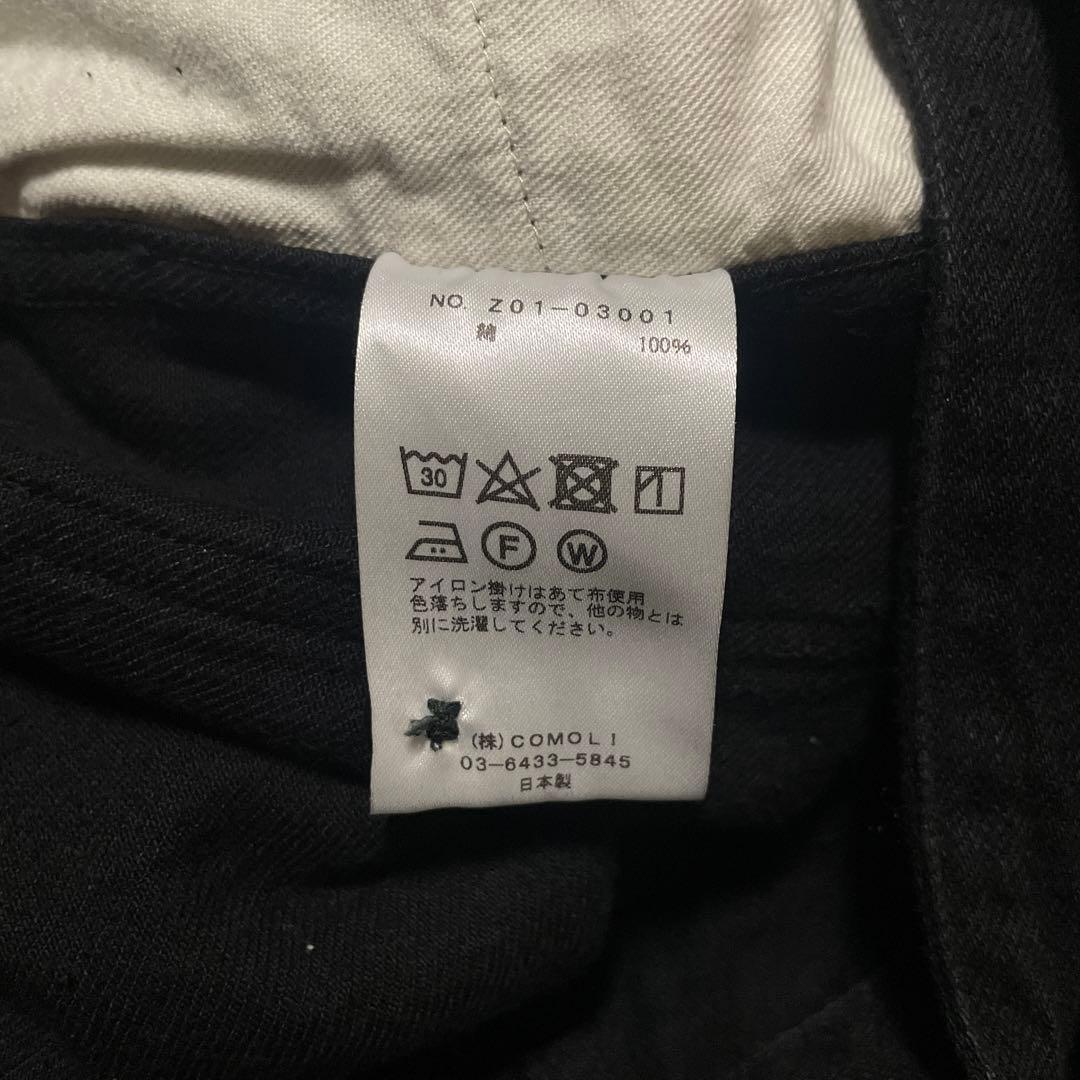 NO. Z01-03001
綿 100%
30
F W
アイロン掛けはあて布使用
色落ちしますので、他の物とは
別に洗濯してください。
(株)COMOLI
03-6433-5845
日本製